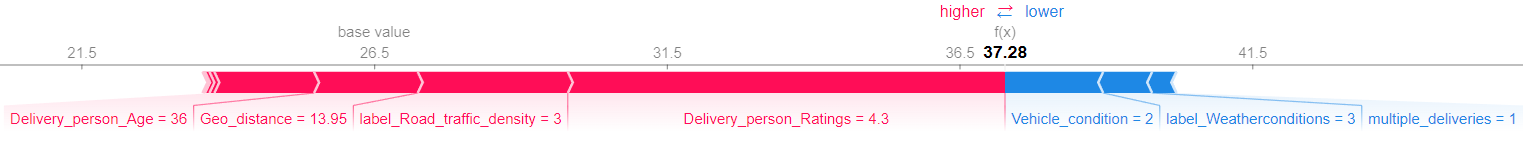 higher ⇄ lower
base value f(x)
21.5 26.5 31.5 36.5 37.28 41.5
Delivery_person_Age = 36 Geo_distance = 13.95 label_Road_traffic_density = 3 Delivery_person_Ratings = 4.3 Vehicle_condition = 2 label_Weatherconditions = 3 multiple_deliveries = 1